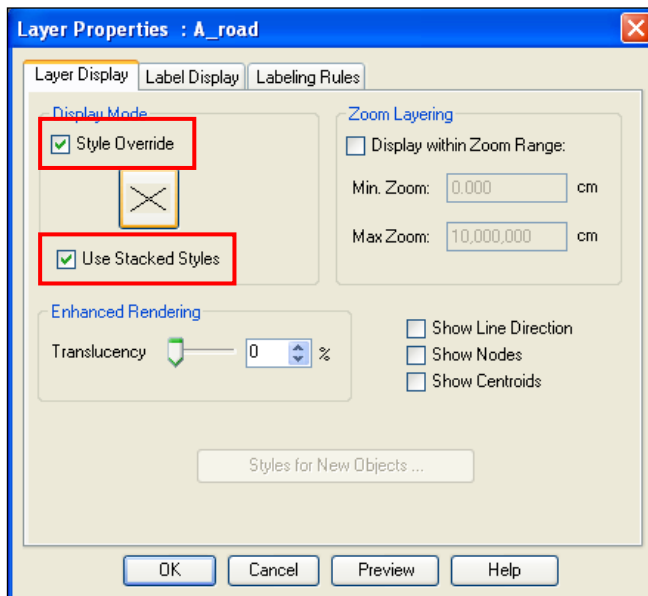 Layer Properties : A_road
Layer Display Label Display Labeling Rules
Display Mode
Style Override
Use Stacked Styles
Zoom Layering
Display within Zoom Range:
Min. Zoom: 0.000 cm
Max Zoom: 10,000,000 cm
Enhanced Rendering
Translucency 0 %
Show Line Direction
Show Nodes
Show Centroids
Styles for New Objects ...
OK Cancel Preview Help